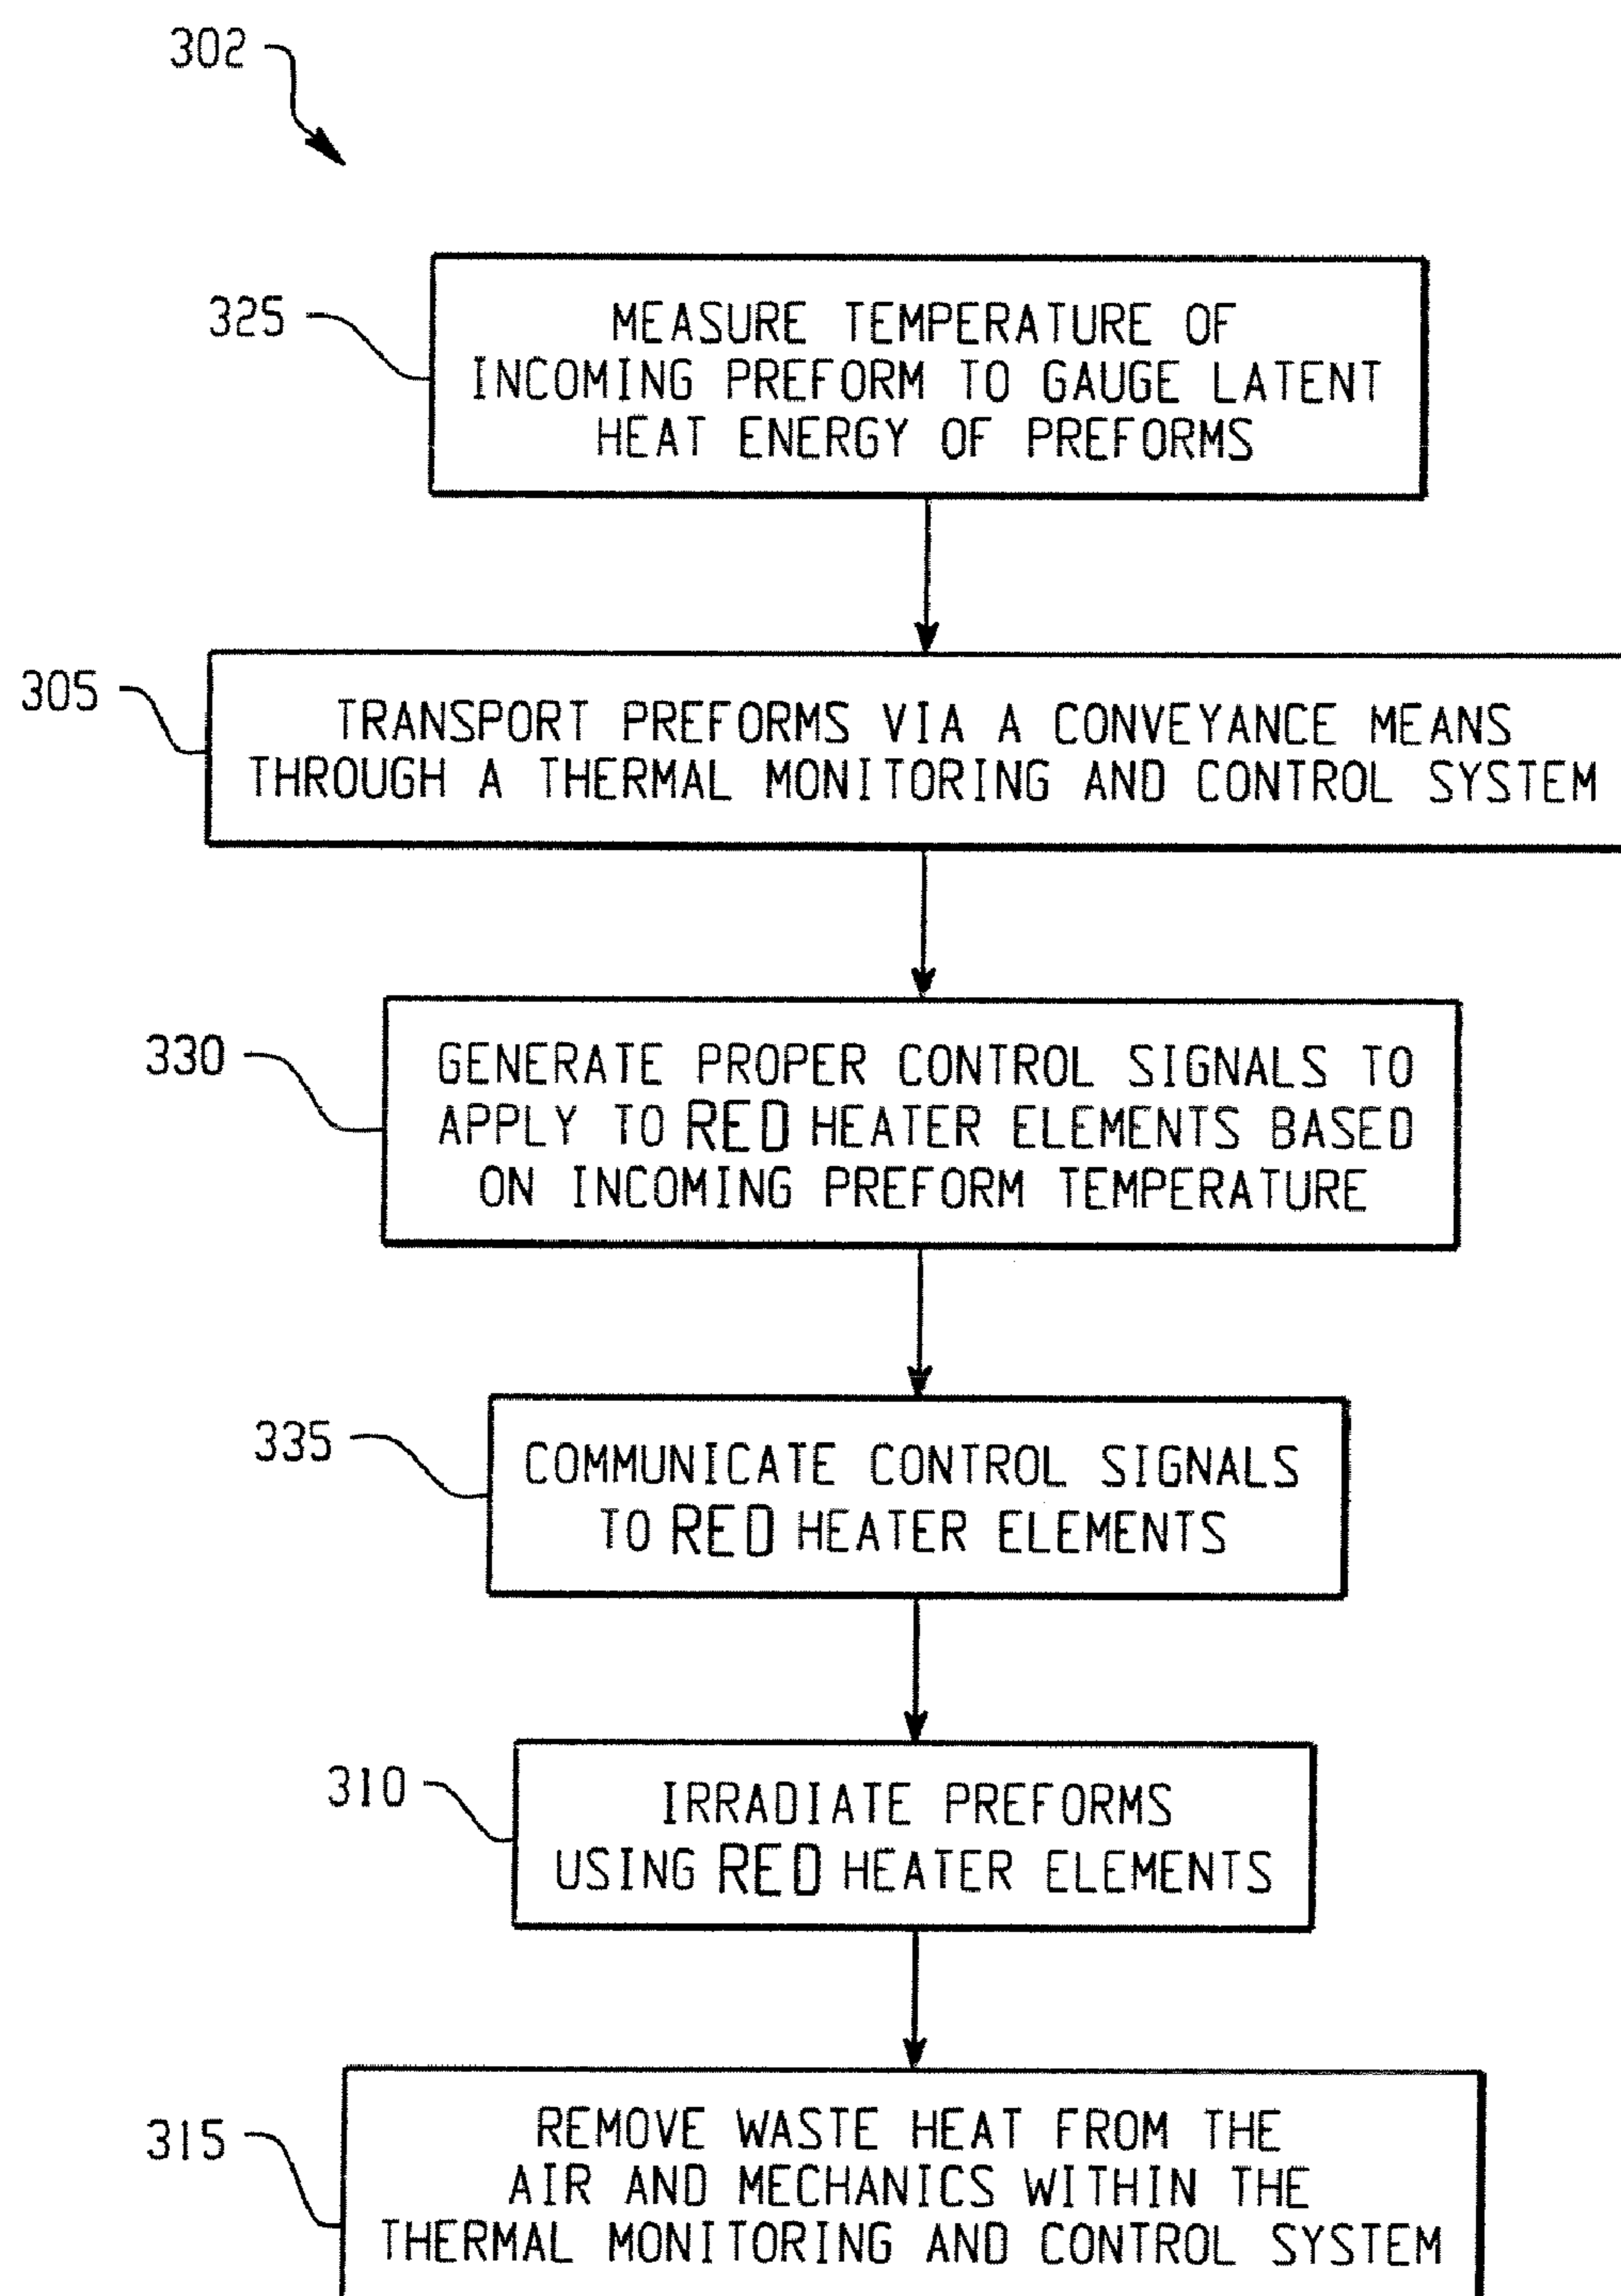 302
325
MEASURE TEMPERATURE OF
INCOMING PREFORM TO GAUGE LATENT
HEAT ENERGY OF PREFORMS
305
TRANSPORT PREFORMS VIA A CONVEYANCE MEANS
THROUGH A THERMAL MONITORING AND CONTROL SYSTEM
330
GENERATE PROPER CONTROL SIGNALS TO
APPLY TO RED HEATER ELEMENTS BASED
ON INCOMING PREFORM TEMPERATURE
335
COMMUNICATE CONTROL SIGNALS
TO RED HEATER ELEMENTS
310
IRRADIATE PREFORMS
USING RED HEATER ELEMENTS
315
REMOVE WASTE HEAT FROM THE
AIR AND MECHANICS WITHIN THE
THERMAL MONITORING AND CONTROL SYSTEM